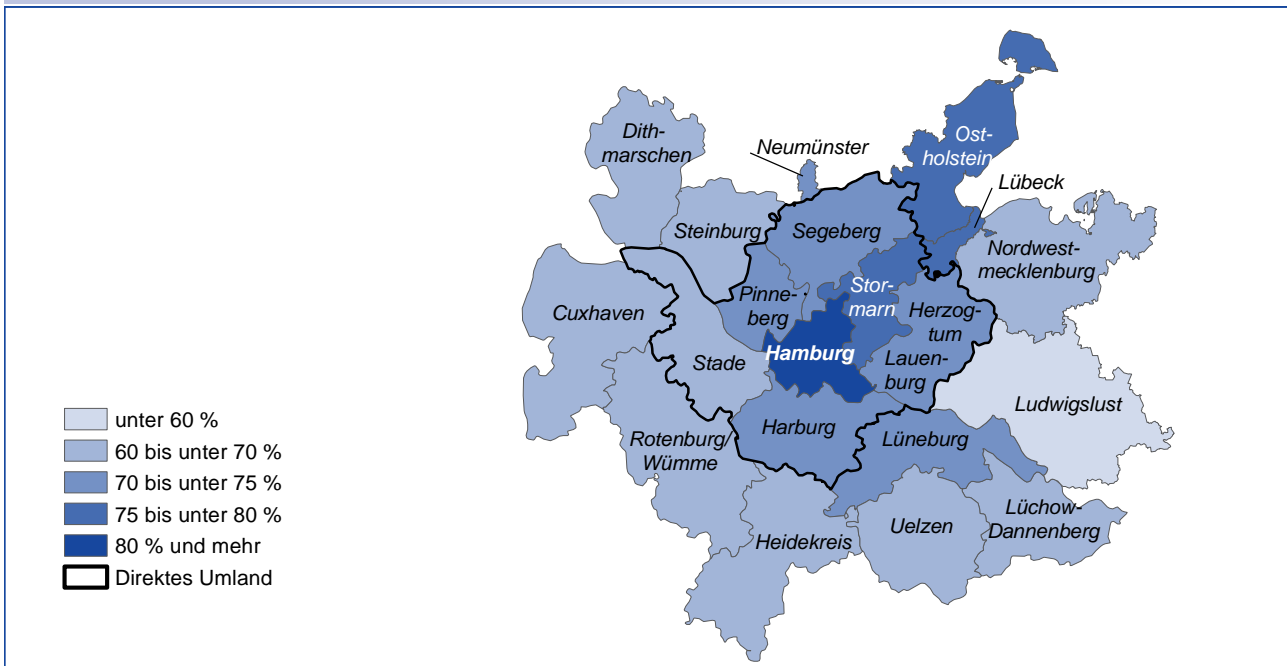 Dith-
marschen
Neumünster
Ost-
holstein
Lübeck
Steinburg
Segeberg
Nordwest-
mecklenburg
Cuxhaven
Pinne-
berg
Stor-
marn
Herzog-
tum
Lauen-
burg
Hamburg
Stade
Ludwigslust
Harburg
Lüneburg
Rotenburg/
Wümme
Lüchow-
Dannenberg
Uelzen
Heidekreis
unter 60 %
60 bis unter 70 %
70 bis unter 75 %
75 bis unter 80 %
80 % und mehr
Direktes Umland